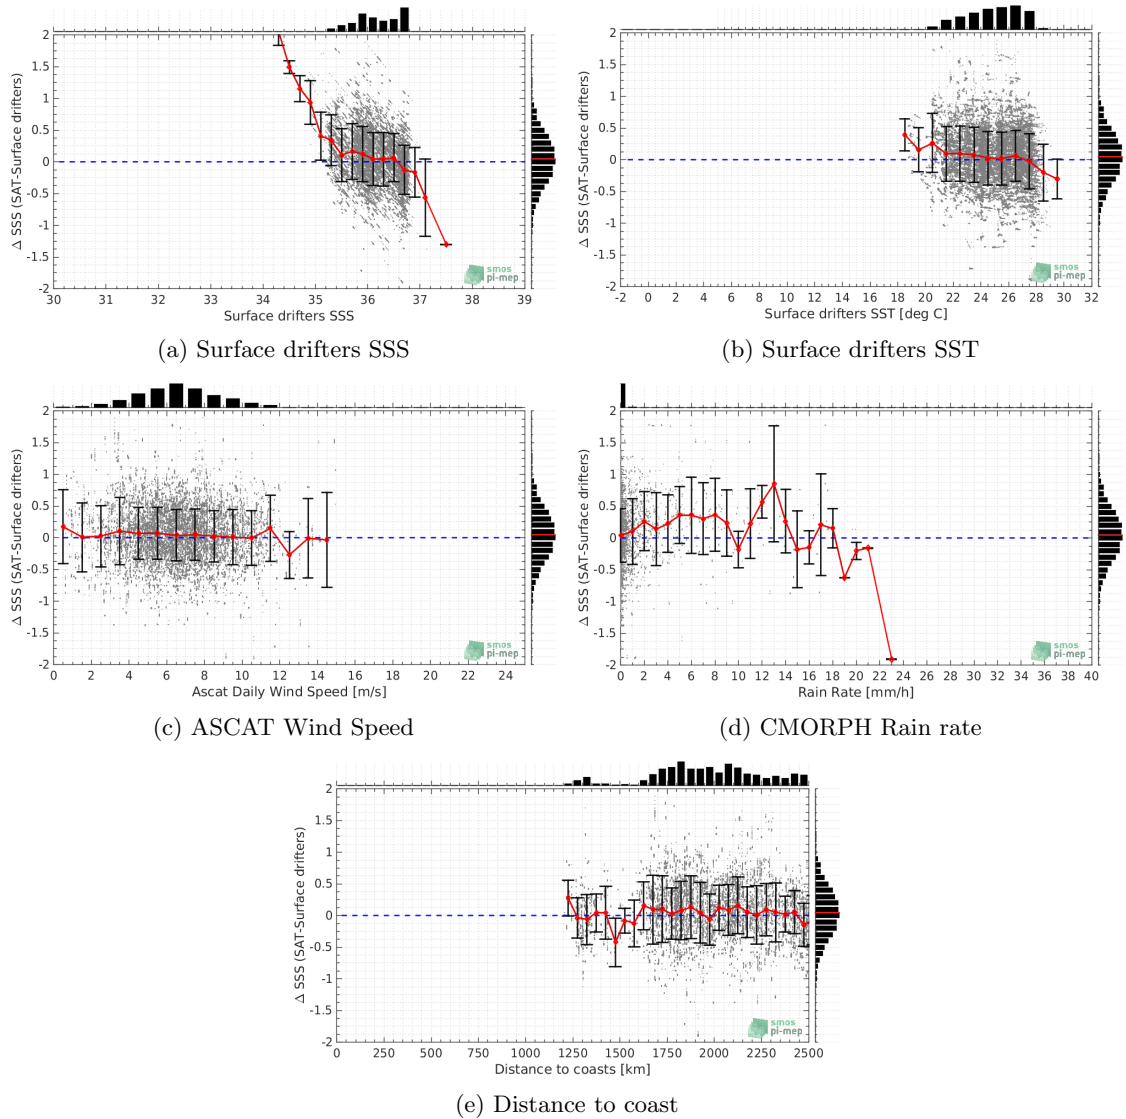 2
1.5
1
0.5
0
-0.5
-1
-1.5
-2
Δ SSS (SAT-Surface drifters)
30 31 32 33 34 35 36 37 38 39
Surface drifters SSS
smos
pi-mep
(a) Surface drifters SSS
2
1.5
1
0.5
0
-0.5
-1
-1.5
-2
Δ SSS (SAT-Surface drifters)
-2 0 2 4 6 8 10 12 14 16 18 20 22 24 26 28 30 32
Surface drifters SST [deg C]
smos
pi-mep
(b) Surface drifters SST
2
1.5
1
0.5
0
-0.5
-1
-1.5
-2
Δ SSS (SAT-Surface drifters)
0 2 4 6 8 10 12 14 16 18 20 22 24
Ascat Daily Wind Speed [m/s]
smos
pi-mep
(c) ASCAT Wind Speed
2
1.5
1
0.5
0
-0.5
-1
-1.5
-2
Δ SSS (SAT-Surface drifters)
0 2 4 6 8 10 12 14 16 18 20 22 24 26 28 30 32 34 36 38 40
Rain Rate [mm/h]
smos
pi-mep
(d) CMORPH Rain rate
2
1.5
1
0.5
0
-0.5
-1
-1.5
-2
Δ SSS (SAT-Surface drifters)
0 250 500 750 1000 1250 1500 1750 2000 2250 2500
Distance to coasts [km]
smos
pi-mep
(e) Distance to coast